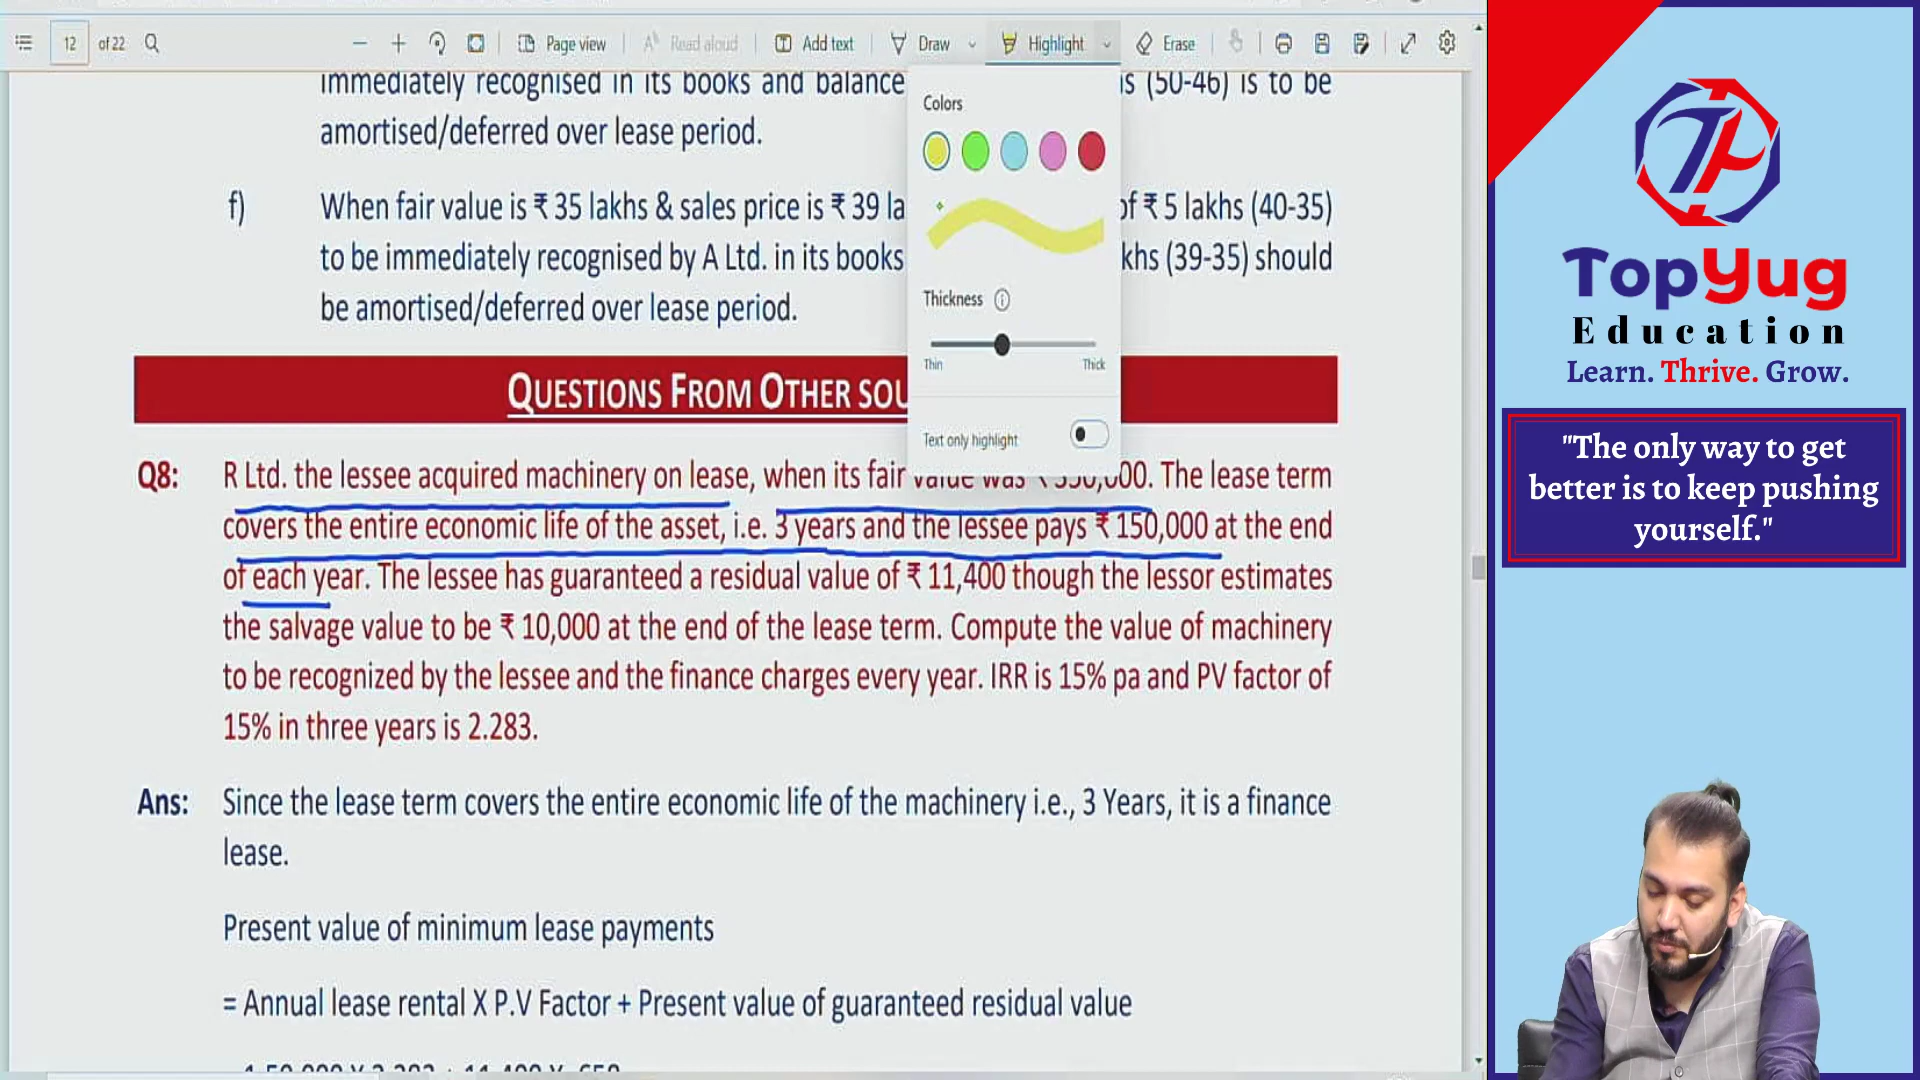 12 of 22 Page view Read aloud Add text Draw Highlight Erase
immediately recognised in its books and balance (50-46) is to be
amortised/deferred over lease period.
f) When fair value is ₹ 35 lakhs & sales price is ₹ 39 la of ₹ 5 lakhs (40-35)
to be immediately recognised by A Ltd. in its books khs (39-35) should
be amortised/deferred over lease period.
Colors
Thickness
Thin Thick
Text only highlight
QUESTIONS FROM OTHER SOU
Q8: R Ltd. the lessee acquired machinery on lease, when its fair value was The lease term
covers the entire economic life of the asset, i.e. 3 years and the lessee pays ₹ 150,000 at the end
of each year. The lessee has guaranteed a residual value of ₹ 11,400 though the lessor estimates
the salvage value to be ₹ 10,000 at the end of the lease term. Compute the value of machinery
to be recognized by the lessee and the finance charges every year. IRR is 15% pa and PV factor of
15% in three years is 2.283.
Ans: Since the lease term covers the entire economic life of the machinery i.e., 3 Years, it is a finance
lease.
Present value of minimum lease payments
= Annual lease rental X P.V Factor + Present value of guaranteed residual value
TopYug
Education
Learn. Thrive. Grow.
"The only way to get
better is to keep pushing
yourself."